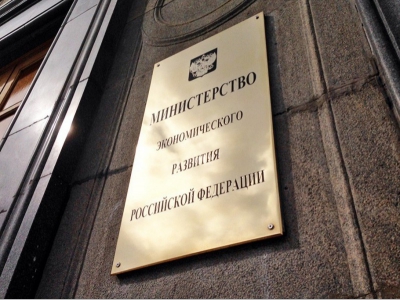 МИНИСТЕРСТВО
ЭКОНОМИЧЕСКОГО
РАЗВИТИЯ
РОССИЙСКОЙ ФЕДЕРАЦИИ